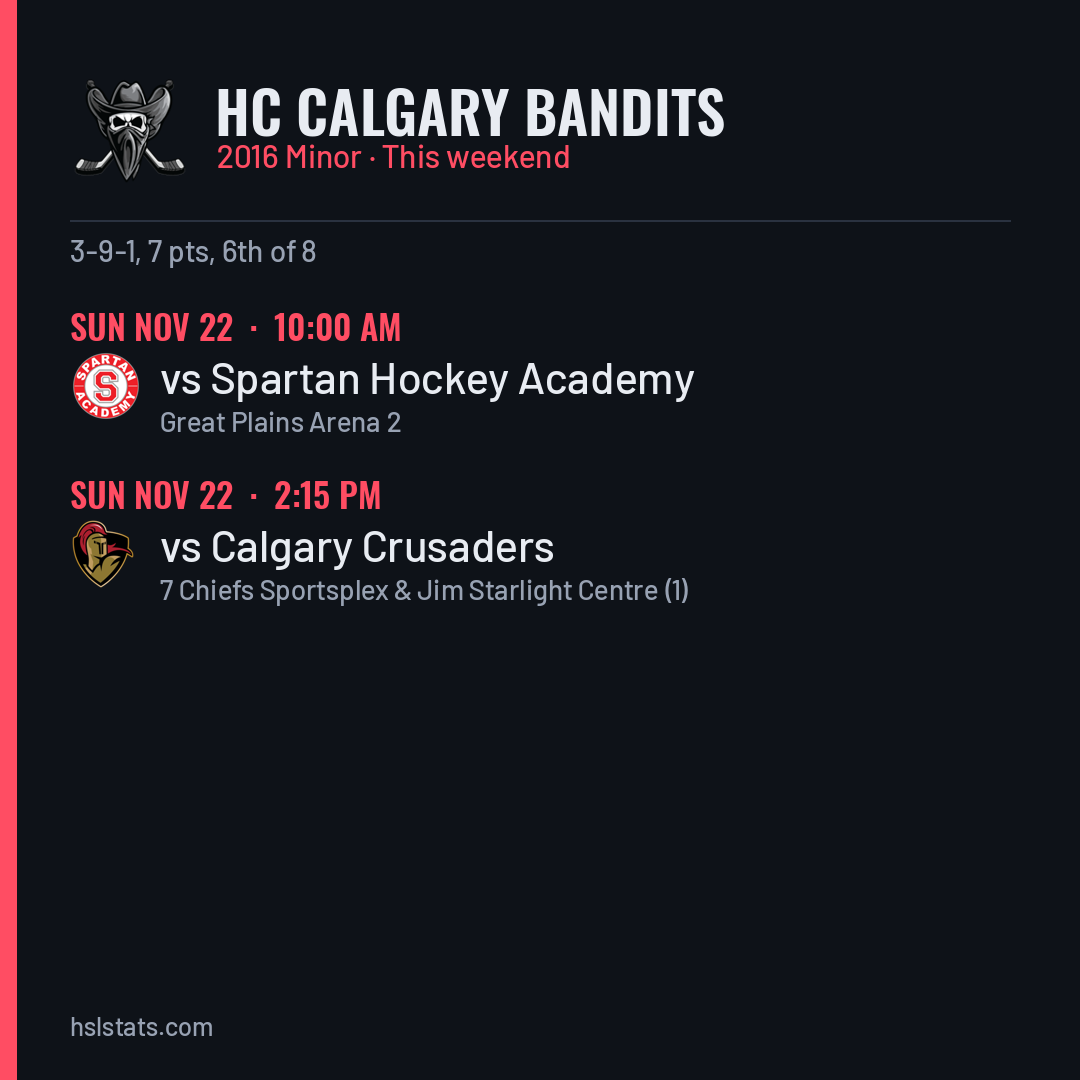 HC CALGARY BANDITS
2016 Minor · This weekend
3-9-1, 7 pts, 6th of 8
SUN NOV 22 · 10:00 AM
SPARTAN
S
ACADEMY
vs Spartan Hockey Academy
Great Plains Arena 2
SUN NOV 22 · 2:15 PM
vs Calgary Crusaders
7 Chiefs Sportsplex & Jim Starlight Centre (1)
hslstats.com